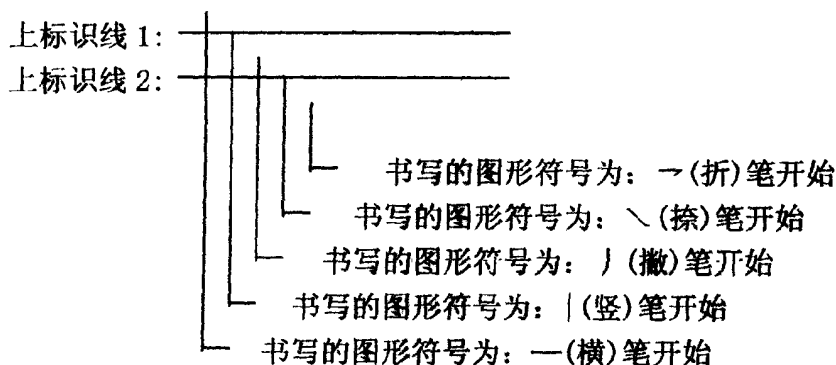 上标识线 1:
上标识线 2:
书写的图形符号为: ㇖(折)笔开始
书写的图形符号为: ㇏(捺)笔开始
书写的图形符号为: 丿(撇)笔开始
书写的图形符号为: |(竖)笔开始
书写的图形符号为: —(横)笔开始